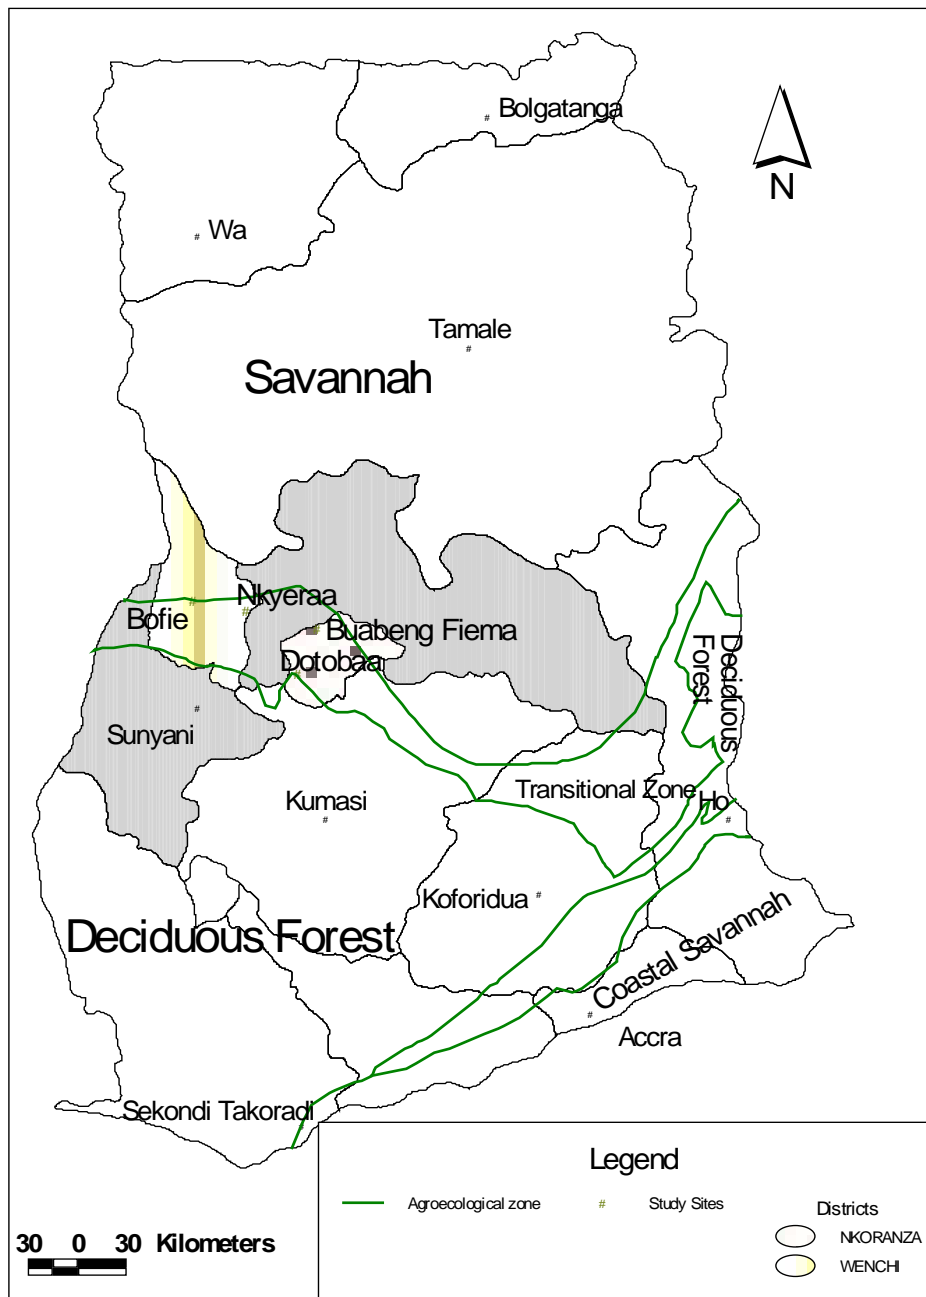 Bolgatanga
N
Wa
Tamale
Savannah
Nkyeraa
Bofie
Buabeng Fiema
Dotobaa
Deciduous
Forest
Sunyani
Transitional Zone
Ho
Kumasi
Koforidua
Deciduous Forest
Coastal Savannah
Accra
Sekondi Takoradi
Legend
Agroecological zone
# Study Sites
Districts
NKORANZA
WENCHI
30 0 30 Kilometers